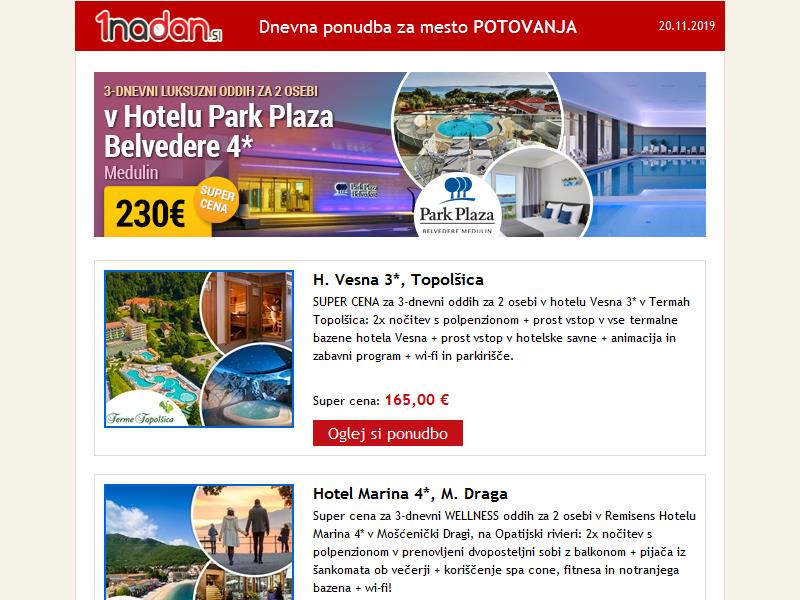 1nadan.si
Dnevna ponudba za mesto POTOVANJA
20.11.2019
3-DNEVNI LUKSUZNI ODDIH ZA 2 OSEBI
v Hotelu Park Plaza
Belvedere 4*
Medulin
230€
SUPER
CENA
Park Plaza
Belvedere
Park Plaza
BELVEDERE MEDULIN
H. Vesna 3*, Topolšica
SUPER CENA za 3-dnevni oddih za 2 osebi v hotelu Vesna 3* v Termah
Topolšica: 2x nočitev s polpenzionom + prost vstop v vse termalne
bazene hotela Vesna + prost vstop v hotelske savne + animacija in
zabavni program + wi-fi in parkirišče.
Terme Topolšica
Super cena: 165,00 €
Oglej si ponudbo
Hotel Marina 4*, M. Draga
Super cena za 3-dnevni WELLNESS oddih za 2 osebi v Remisens Hotelu
Marina 4* v Mošćenički Dragi, na Opatijski rivieri: 2x nočitev s
polpenzionom v prenovljeni dvoposteljni sobi z balkonom + pijača iz
šankomata ob večerji + koriščenje spa cone, fitnesa in notranjega
bazena + wi-fi!